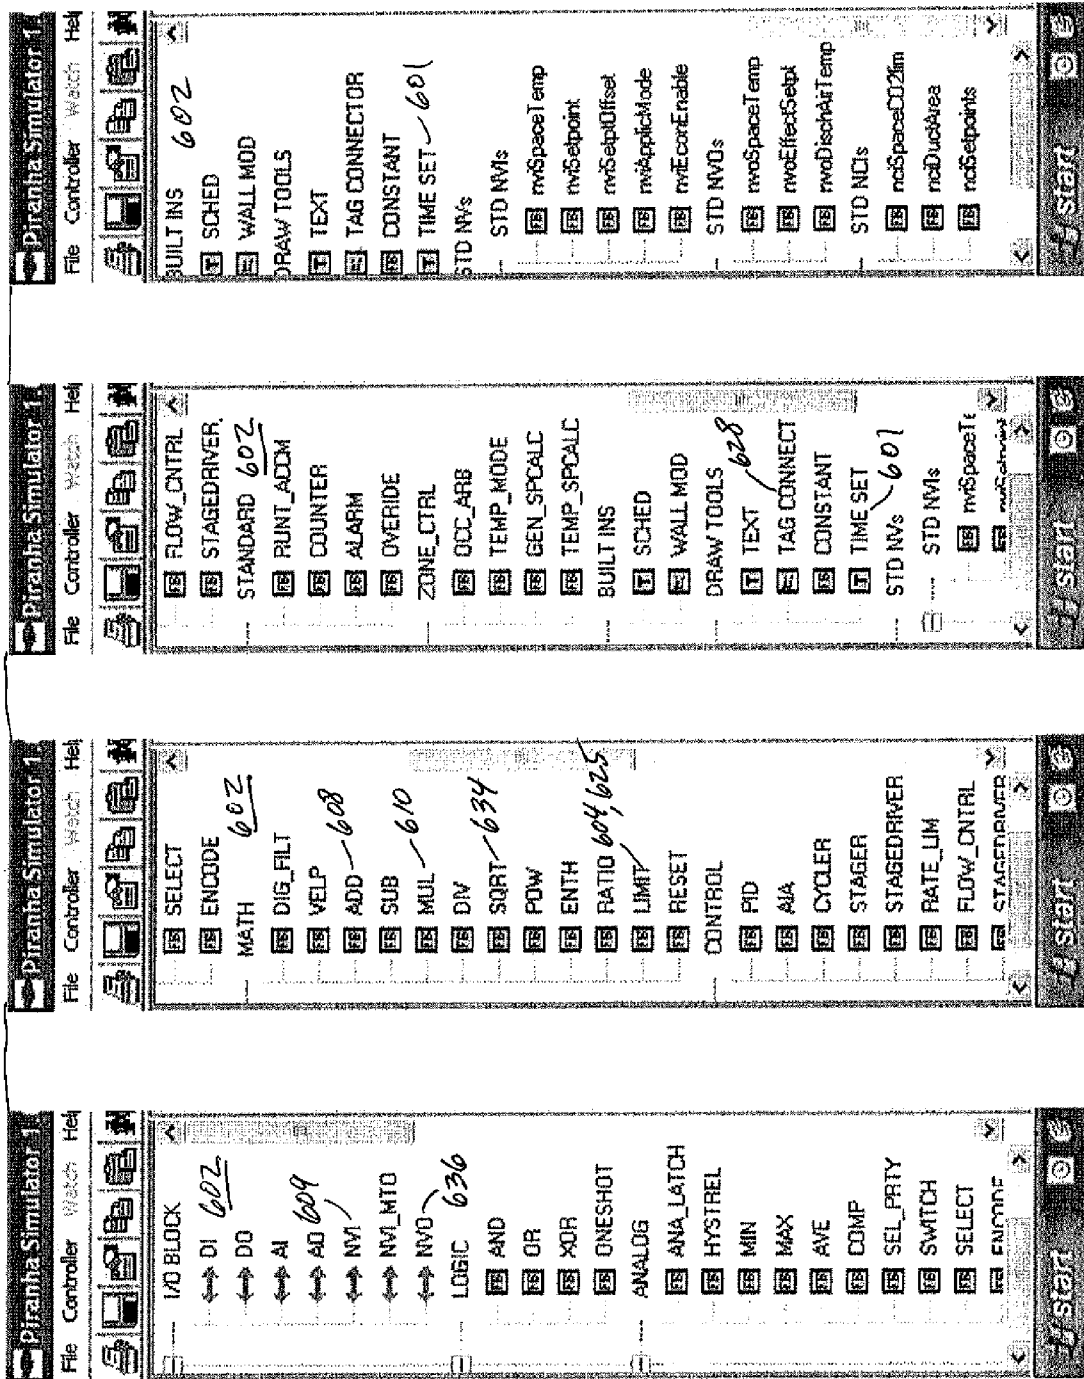 Piranha Simulator 1.
File Controller Watch Help
I/O BLOCK
DI 602
DO
AI
AO 609
NVI
NVI_MTO
NVO 636
LOGIC
AND
OR
XOR
ONESHOT
ANALOG
ANA_LATCH
HYSTREL
MIN
MAX
AVE
COMP
SEL_PRTY
SWITCH
SELECT
ENCODE
start
Piranha Simulator 1.
File Controller Watch Help
SELECT
ENCODE
MATH 602
DIG_FILT
VELP
ADD 608
SUB
MUL 610
DIV
SQRT 634
POW
ENTH
RATIO 604, 625
LIMIT
RESET
CONTROL
PID
AIA
CYCLER
STAGER
STAGEDRIVER
RATE_LIM
FLOW_CNTRL
STAGEDRIVER
start
Piranha Simulator 1.
File Controller Watch Help
FLOW_CNTRL
STAGEDRIVER.
STANDARD 602
RUNT_ACCM
COUNTER
ALARM
OVERIDE
ZONE_CTRL
OCC_ARB
TEMP_MODE
GEN_SPCALC
TEMP_SPCALC
BUILT INS
SCHED
WALL MOD
DRAW TOOLS 628
TEXT
TAG CONNECT
CONSTANT
TIME SET 601
STD NVs
STD NVIs
nviSpaceTe
nviSetpoint
start
Piranha Simulator 1.
File Controller Watch Help
BUILT INS 602
SCHED
WALL MOD
DRAW TOOLS
TEXT
TAG CONNECTOR
CONSTANT
TIME SET 601
STD NVs
STD NVIs
nviSpaceTemp
nviSetpoint
nviSetptOffset
nviApplicMode
nviEconEnable
STD NVOs
nvoSpaceTemp
nvoEffectSetpt
nvoDischAirTemp
STD NCIs
nciSpaceCO2lim
nciDuctArea
nciSetpoints
start